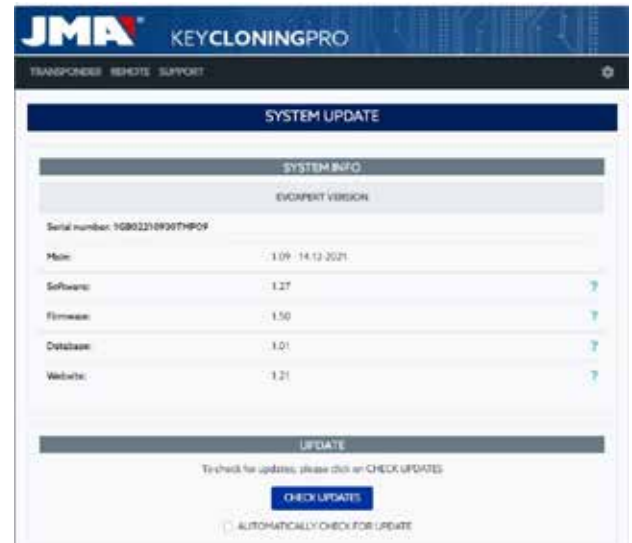 JMA KEYCLONINGPRO
TRANSPONDER REMOTE SUPPORT
SYSTEM UPDATE
SYSTEM INFO
EVOXPERT VERSION
Serial number:
Main: 1.09 - 14.12.2021
Software: 1.27 ?
Firmware: 1.50 ?
Database: 1.01 ?
Website: 1.21 ?
UPDATE
To check for updates, please click on CHECK UPDATES
CHECK UPDATES
AUTOMATICALLY CHECK FOR UPDATE